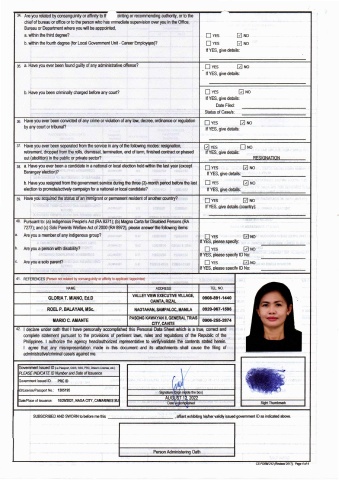 34. Are you related by consanguinity or affinity to the appointing or recommending authority, or to the
chief of bureau or office or to the person who has immediate supervision over you in the Office,
Bureau or Department where you will be appointed,
a. within the third degree?
YES NO
b. within the fourth degree (for Local Government Unit - Career Employees)?
YES NO
If YES, give details:
35. a. Have you ever been found guilty of any administrative offense?
YES NO
If YES, give details:
b. Have you been criminally charged before any court?
YES NO
If YES, give details:
Date Filed:
Status of Case/s:
36. Have you ever been convicted of any crime or violation of any law, decree, ordinance or regulation
by any court or tribunal?
YES NO
If YES, give details:
37. Have you ever been separated from the service in any of the following modes: resignation,
retirement, dropped from the rolls, dismissal, termination, end of term, finished contract or phased
out (abolition) in the public or private sector?
YES NO
If YES, give details:
RESIGNATION
38. a. Have you ever been a candidate in a national or local election held within the last year (except
Barangay election)?
YES NO
If YES, give details:
b. Have you resigned from the government service during the three (3)-month period before the last
election to promote/actively campaign for a national or local candidate?
YES NO
If YES, give details:
39. Have you acquired the status of an immigrant or permanent resident of another country?
YES NO
If YES, give details (country):
40. Pursuant to: (a) Indigenous People's Act (RA 8371); (b) Magna Carta for Disabled Persons (RA
7277); and (c) Solo Parents Welfare Act of 2000 (RA 8972), please answer the following items:
a. Are you a member of any indigenous group?
YES NO
If YES, please specify:
b. Are you a person with disability?
YES NO
If YES, please specify ID No:
c. Are you a solo parent?
YES NO
If YES, please specify ID No:
41. REFERENCES (Person not related by consanguinity or affinity to applicant /appointee)
NAME ADDRESS TEL. NO.
GLORIA T. MIANO, Ed.D VALLEY VIEW EXECUTIVE VILLAGE, CAINTA, RIZAL
ROEL P. BALAYAN, MSc. NAGTAHAN, SAMPALOC, MANILA
MARIO C. AMANTE PASONG KAWAYAN II, GENERAL TRIAS CITY, CAVITE
42. I declare under oath that I have personally accomplished this Personal Data Sheet which is a true, correct and
complete statement pursuant to the provisions of pertinent laws, rules and regulations of the Republic of the
Philippines. I authorize the agency head/authorized representative to verify/validate the contents stated herein.
I agree that any misrepresentation made in this document and its attachments shall cause the filing of
administrative/criminal case/s against me.
Government Issued ID (i.e. Passport, GSIS, SSS, PRC, Driver's License, etc.)
PLEASE INDICATE ID Number and Date of Issuance
Government Issued ID: PRC ID
ID/License/Passport No.:
Date/Place of Issuance: NAGA CITY, CAMARINES SUR
Signature (Sign inside the box)
AUGUST 12, 2022
Date Accomplished
Right Thumbmark
SUBSCRIBED AND SWORN to before me this , affiant exhibiting his/her validly issued government ID as indicated above.
Person Administering Oath
CS FORM 212 (Revised 2017), Page 4 of 4